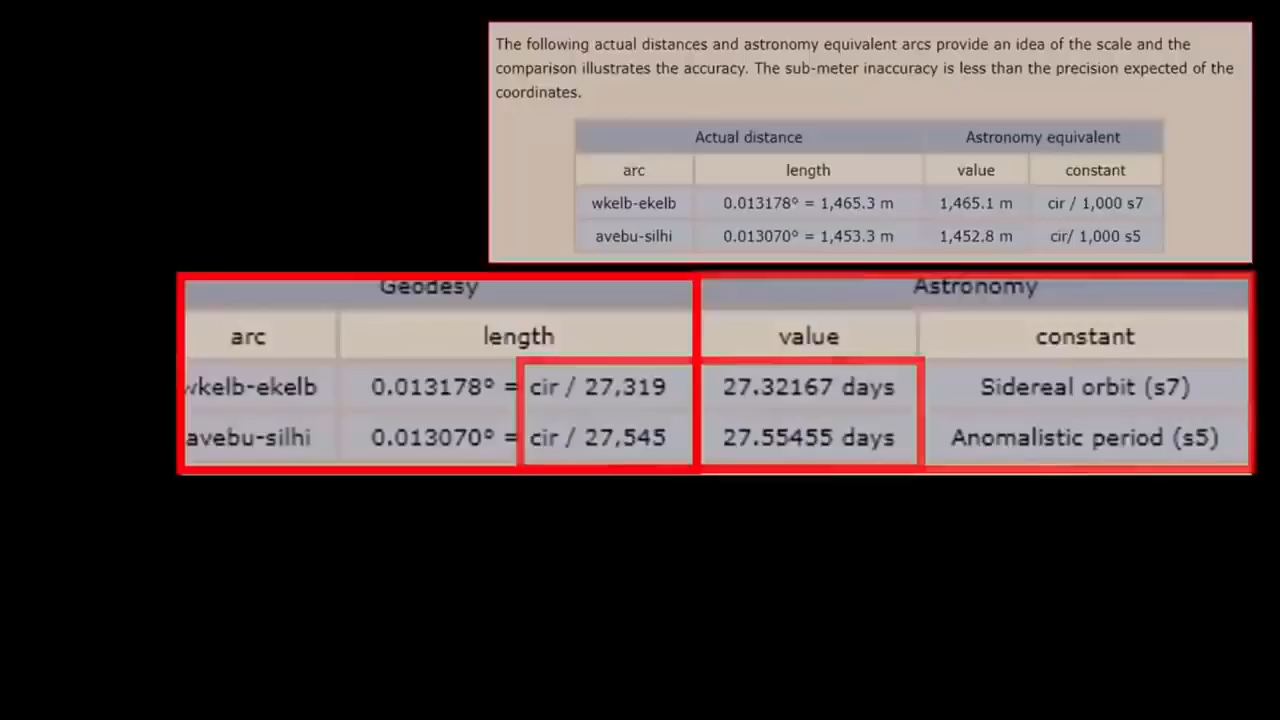 The following actual distances and astronomy equivalent arcs provide an idea of the scale and the
comparison illustrates the accuracy. The sub-meter inaccuracy is less than the precision expected of the
coordinates.
Actual distance Astronomy equivalent
arc length value constant
wkelb-ekelb 0.013178º = 1,465.3 m 1,465.1 m cir / 1,000 s7
avebu-silhi 0.013070º = 1,453.3 m 1,452.8 m cir/ 1,000 s5
Geodesy Astronomy
arc length value constant
wkelb-ekelb 0.013178º = cir / 27,319 27.32167 days Sidereal orbit (s7)
avebu-silhi 0.013070º = cir / 27,545 27.55455 days Anomalistic period (s5)